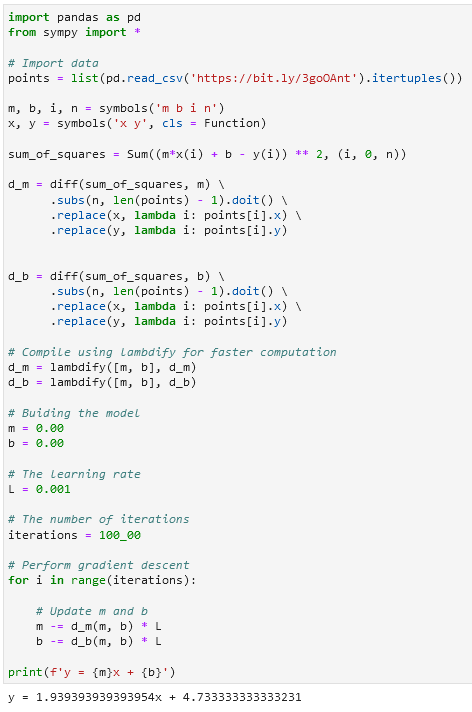 import pandas as pd
from sympy import *
# Import data
points = list(pd.read_csv('https://bit.ly/3goOAnt').itertuples())
m, b, i, n = symbols('m b i n')
x, y = symbols('x y', cls = Function)
sum_of_squares = Sum((m*x(i) + b - y(i)) ** 2, (i, 0, n))
d_m = diff(sum_of_squares, m) \
      .subs(n, len(points) - 1).doit() \
      .replace(x, lambda i: points[i].x) \
      .replace(y, lambda i: points[i].y)
d_b = diff(sum_of_squares, b) \
      .subs(n, len(points) - 1).doit() \
      .replace(x, lambda i: points[i].x) \
      .replace(y, lambda i: points[i].y)
# Compile using lambdify for faster computation
d_m = lambdify([m, b], d_m)
d_b = lambdify([m, b], d_b)
# Buiding the model
m = 0.00
b = 0.00
# The learning rate
L = 0.001
# The number of iterations
iterations = 100_00
# Perform gradient descent
for i in range(iterations):
    # Update m and b
    m -= d_m(m, b) * L
    b -= d_b(m, b) * L
print(f'y = {m}x + {b}')
y = 1.939393939393954x + 4.733333333333231